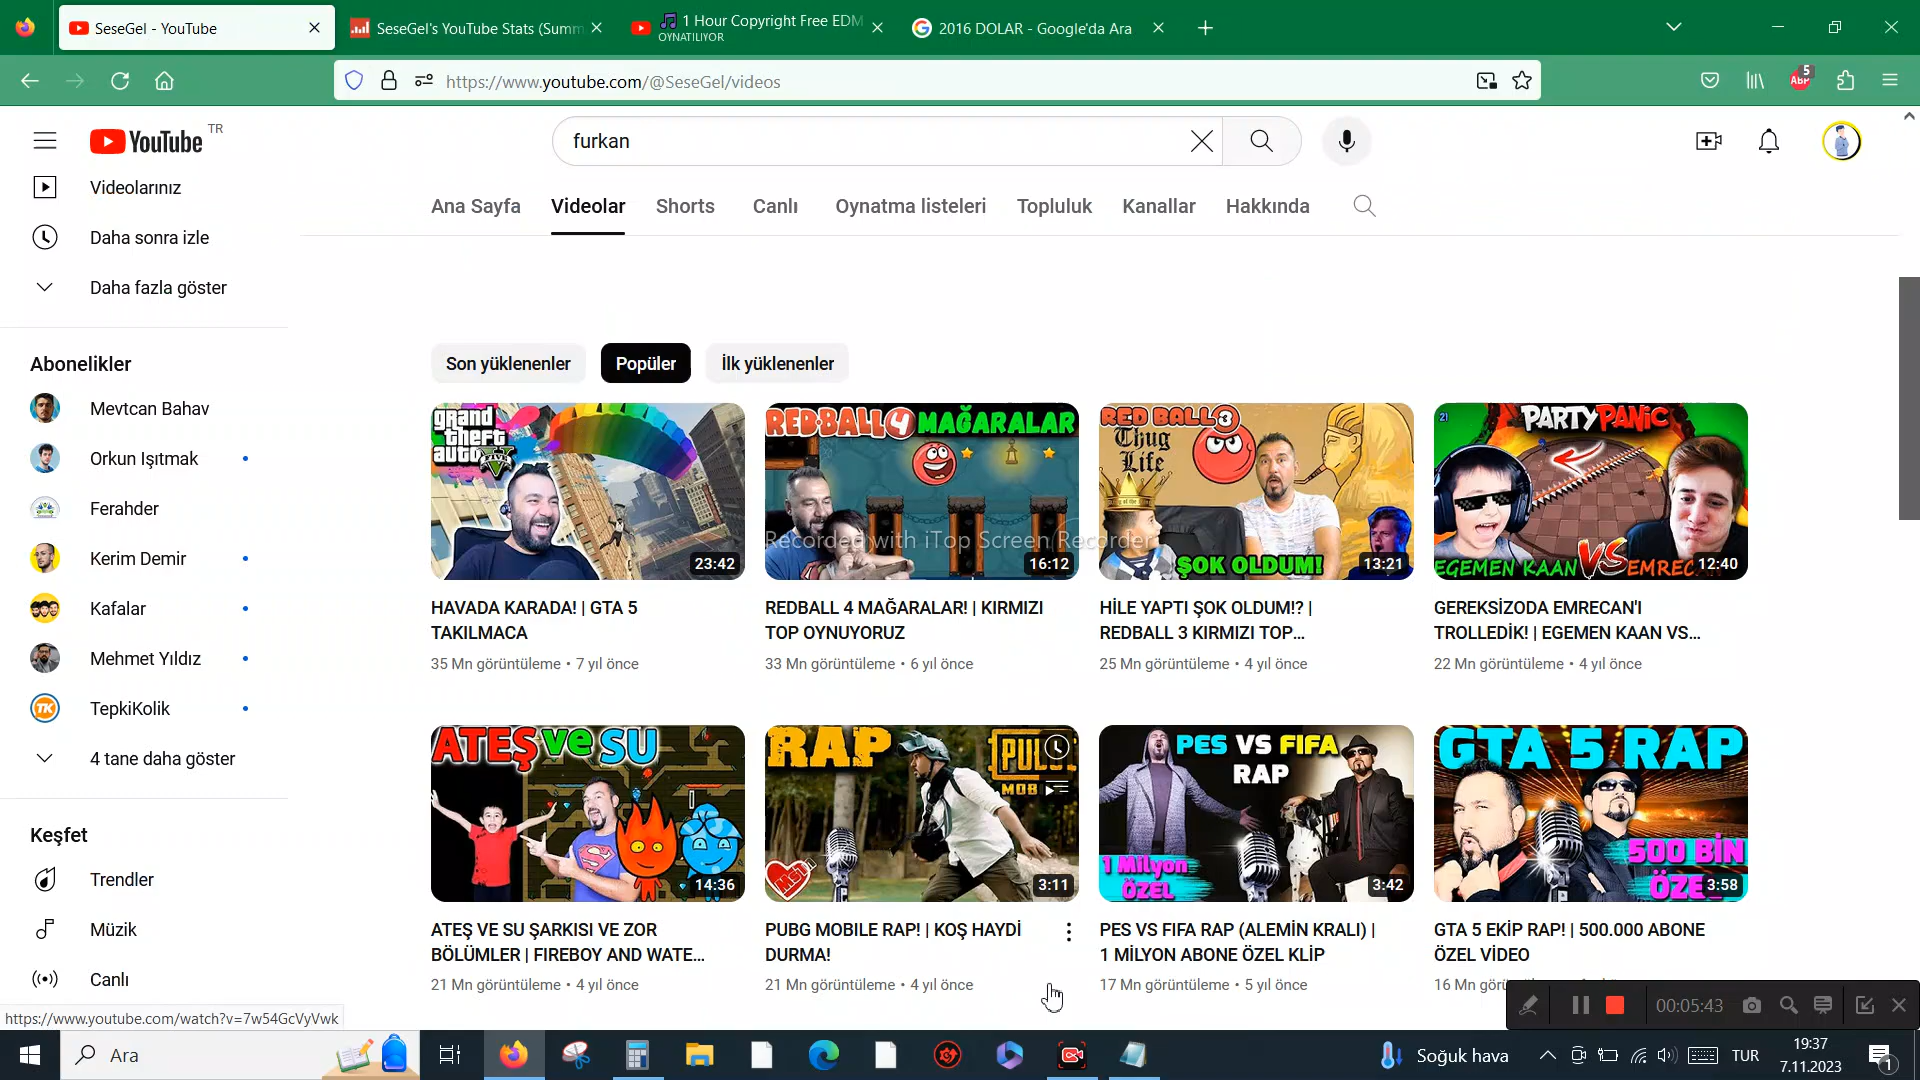 SeseGel - YouTube
SeseGel's YouTube Stats (Summ
1 Hour Copyright Free EDM
OYNATILIYOR
2016 DOLAR - Google'da Ara
https://www.youtube.com/@SeseGel/videos
ABP
5
YouTube
TR
furkan
Videolarınız
Daha sonra izle
Daha fazla göster
Abonelikler
Mevtcan Bahav
Orkun Işıtmak
Ferahder
Kerim Demir
Kafalar
Mehmet Yıldız
TepkiKolik
4 tane daha göster
Keşfet
Trendler
Müzik
Canlı
Ana Sayfa
Videolar
Shorts
Canlı
Oynatma listeleri
Topluluk
Kanallar
Hakkında
Son yüklenenler
Popüler
İlk yüklenenler
grand
theft
auto V
23:42
RED BALL 4 MAĞARALAR
16:12
RED BALL 3
Thug
Life
ŞOK OLDUM!
13:21
PARTY PANIC
EGEMEN KAAN VS EMREC
12:40
Recorded with iTop Screen Recorder
HAVADA KARADA! | GTA 5
TAKILMACA
35 Mn görüntüleme • 7 yıl önce
REDBALL 4 MAĞARALAR! | KIRMIZI
TOP OYNUYORUZ
33 Mn görüntüleme • 6 yıl önce
HİLE YAPTI ŞOK OLDUM!? |
REDBALL 3 KIRMIZI TOP...
25 Mn görüntüleme • 4 yıl önce
GEREKSİZODA EMRECAN'I
TROLLEDİK! | EGEMEN KAAN VS...
22 Mn görüntüleme • 4 yıl önce
ATEŞ ve SU
14:36
RAP
PUBG
MOB
3:11
PES VS FIFA
RAP
1 Milyon
ÖZEL
3:42
GTA 5 RAP
500 BİN
ÖZE
3:58
ATEŞ VE SU ŞARKISI VE ZOR
BÖLÜMLER | FIREBOY AND WATE...
21 Mn görüntüleme • 4 yıl önce
PUBG MOBILE RAP! | KOŞ HAYDİ
DURMA!
21 Mn görüntüleme • 4 yıl önce
PES VS FIFA RAP (ALEMİN KRALI) |
1 MİLYON ABONE ÖZEL KLİP
17 Mn görüntüleme • 5 yıl önce
GTA 5 EKİP RAP! | 500.000 ABONE
ÖZEL VİDEO
16 Mn
00:05:43
https://www.youtube.com/watch?v=7w54GcVyVwk
Ara
Soğuk hava
TUR
19:37
7.11.2023
1